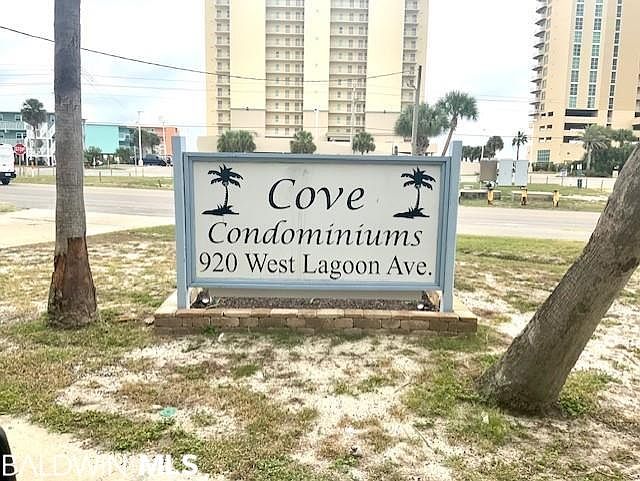 Cove
Condominiums
920 West Lagoon Ave.
BALDWIN MLS